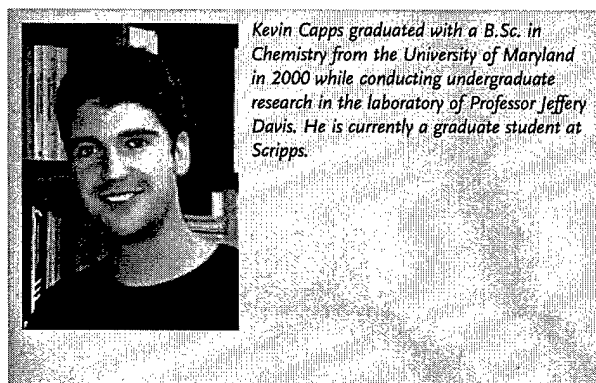 Kevin Capps graduated with a B.Sc. in
Chemistry from the University of Maryland
in 2000 while conducting undergraduate
research in the laboratory of Professor Jeffery
Davis. He is currently a graduate student at
Scripps.